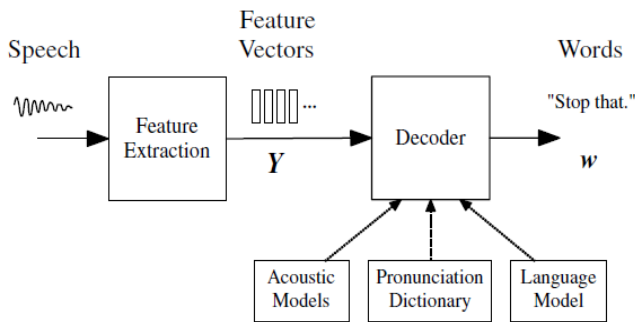 Feature
Vectors
Speech
Words
"Stop that."
Feature
Extraction
...
Decoder
Y
w
Acoustic
Models
Pronunciation
Dictionary
Language
Model